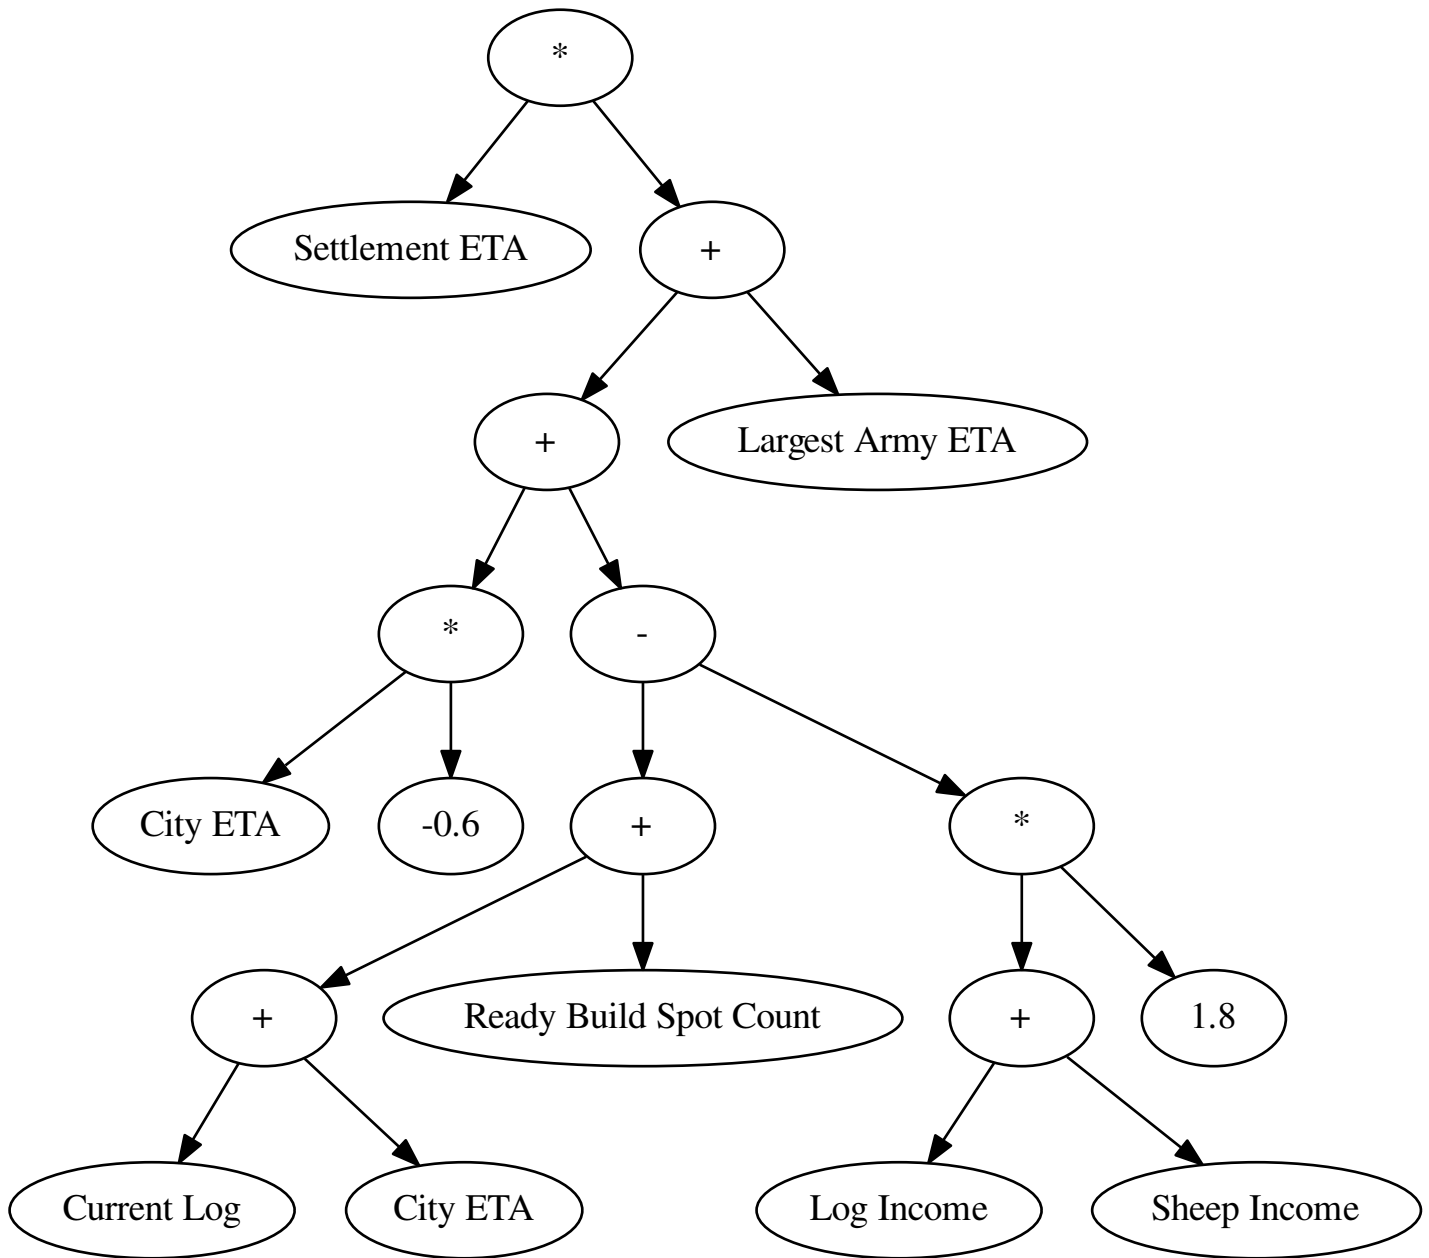 *
Settlement ETA
+
+
Largest Army ETA
*
-
City ETA
-0.6
+
*
+
Ready Build Spot Count
+
1.8
Current Log
City ETA
Log Income
Sheep Income